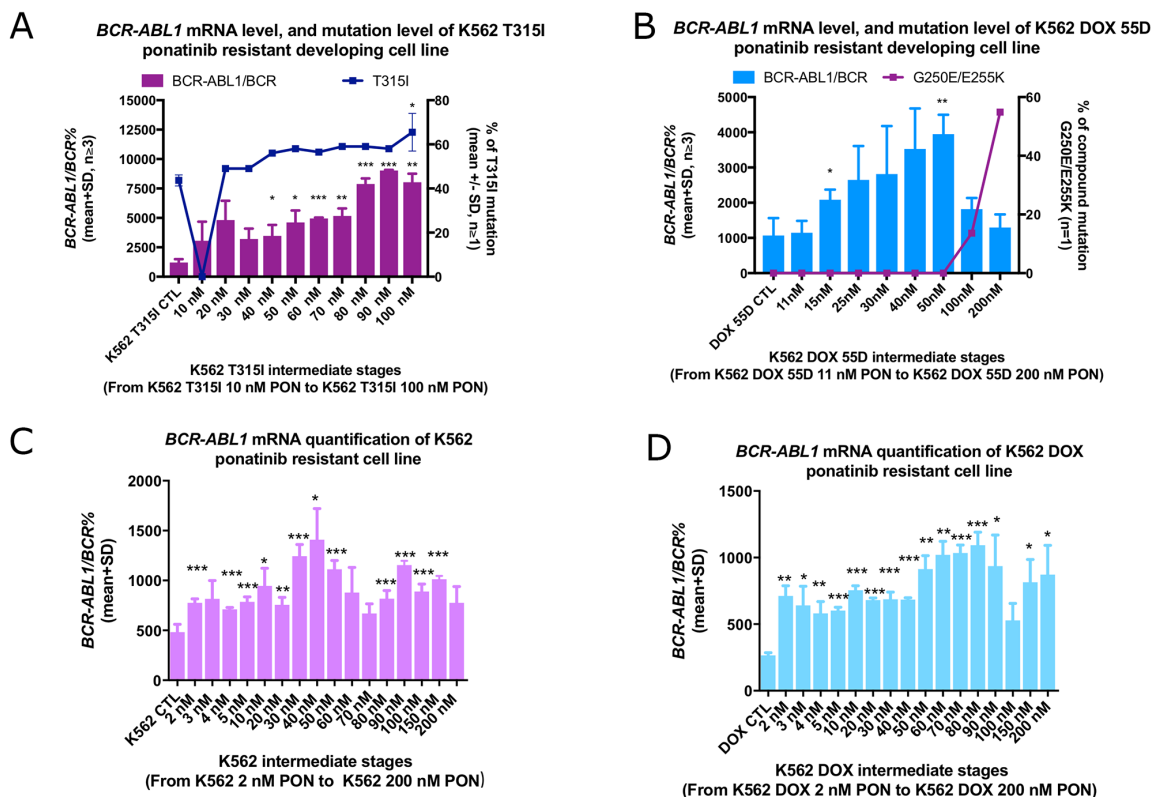 A
BCR-ABL1 mRNA level, and mutation level of K562 T315I
ponatinib resistant developing cell line
BCR-ABL1/BCR
T315I
BCR-ABL1/BCR%
(mean+SD, n≥3)
15000
12500
10000
7500
5000
2500
0
80
60
40
20
0
% of T315I mutation
(mean +/- SD, n≥1)
* * *** ** *** *** ** *
K562 T315I CTL
10 nM
20 nM
30 nM
40 nM
50 nM
60 nM
70 nM
80 nM
90 nM
100 nM
K562 T315I intermediate stages
(From K562 T315I 10 nM PON to K562 T315I 100 nM PON)
B
BCR-ABL1 mRNA level, and mutation level of K562 DOX 55D
ponatinib resistant developing cell line
BCR-ABL1/BCR
G250E/E255K
BCR-ABL1/BCR%
(mean+SD, n≥3)
5000
4000
3000
2000
1000
0
60
40
20
0
% of compound mutation
G250E/E255K (n=1)
* **
DOX 55D CTL
11nM
15nM
25nM
30nM
40nM
50nM
100nM
200nM
K562 DOX 55D intermediate stages
(From K562 DOX 55D 11 nM PON to K562 DOX 55D 200 nM PON)
C
BCR-ABL1 mRNA quantification of K562
ponatinib resistant cell line
BCR-ABL1/BCR%
(mean+SD)
2000
1500
1000
500
0
*** *** *** * ** *** * *** *** *** *** ***
K562 CTL
2 nM
3 nM
4 nM
5 nM
10 nM
20 nM
30 nM
40 nM
50 nM
60 nM
70 nM
80 nM
90 nM
100 nM
150 nM
200 nM
K562 intermediate stages
(From K562 2 nM PON to K562 200 nM PON)
D
BCR-ABL1 mRNA quantification of K562 DOX
ponatinib resistant cell line
BCR-ABL1/BCR%
(mean+SD)
1500
1000
500
0
** * ** *** *** *** *** *** ** ** *** *** * * *
DOX CTL
2 nM
3 nM
4 nM
5 nM
10 nM
20 nM
30 nM
40 nM
50 nM
60 nM
70 nM
80 nM
90 nM
100 nM
150 nM
200 nM
K562 DOX intermediate stages
(From K562 DOX 2 nM PON to K562 DOX 200 nM PON)